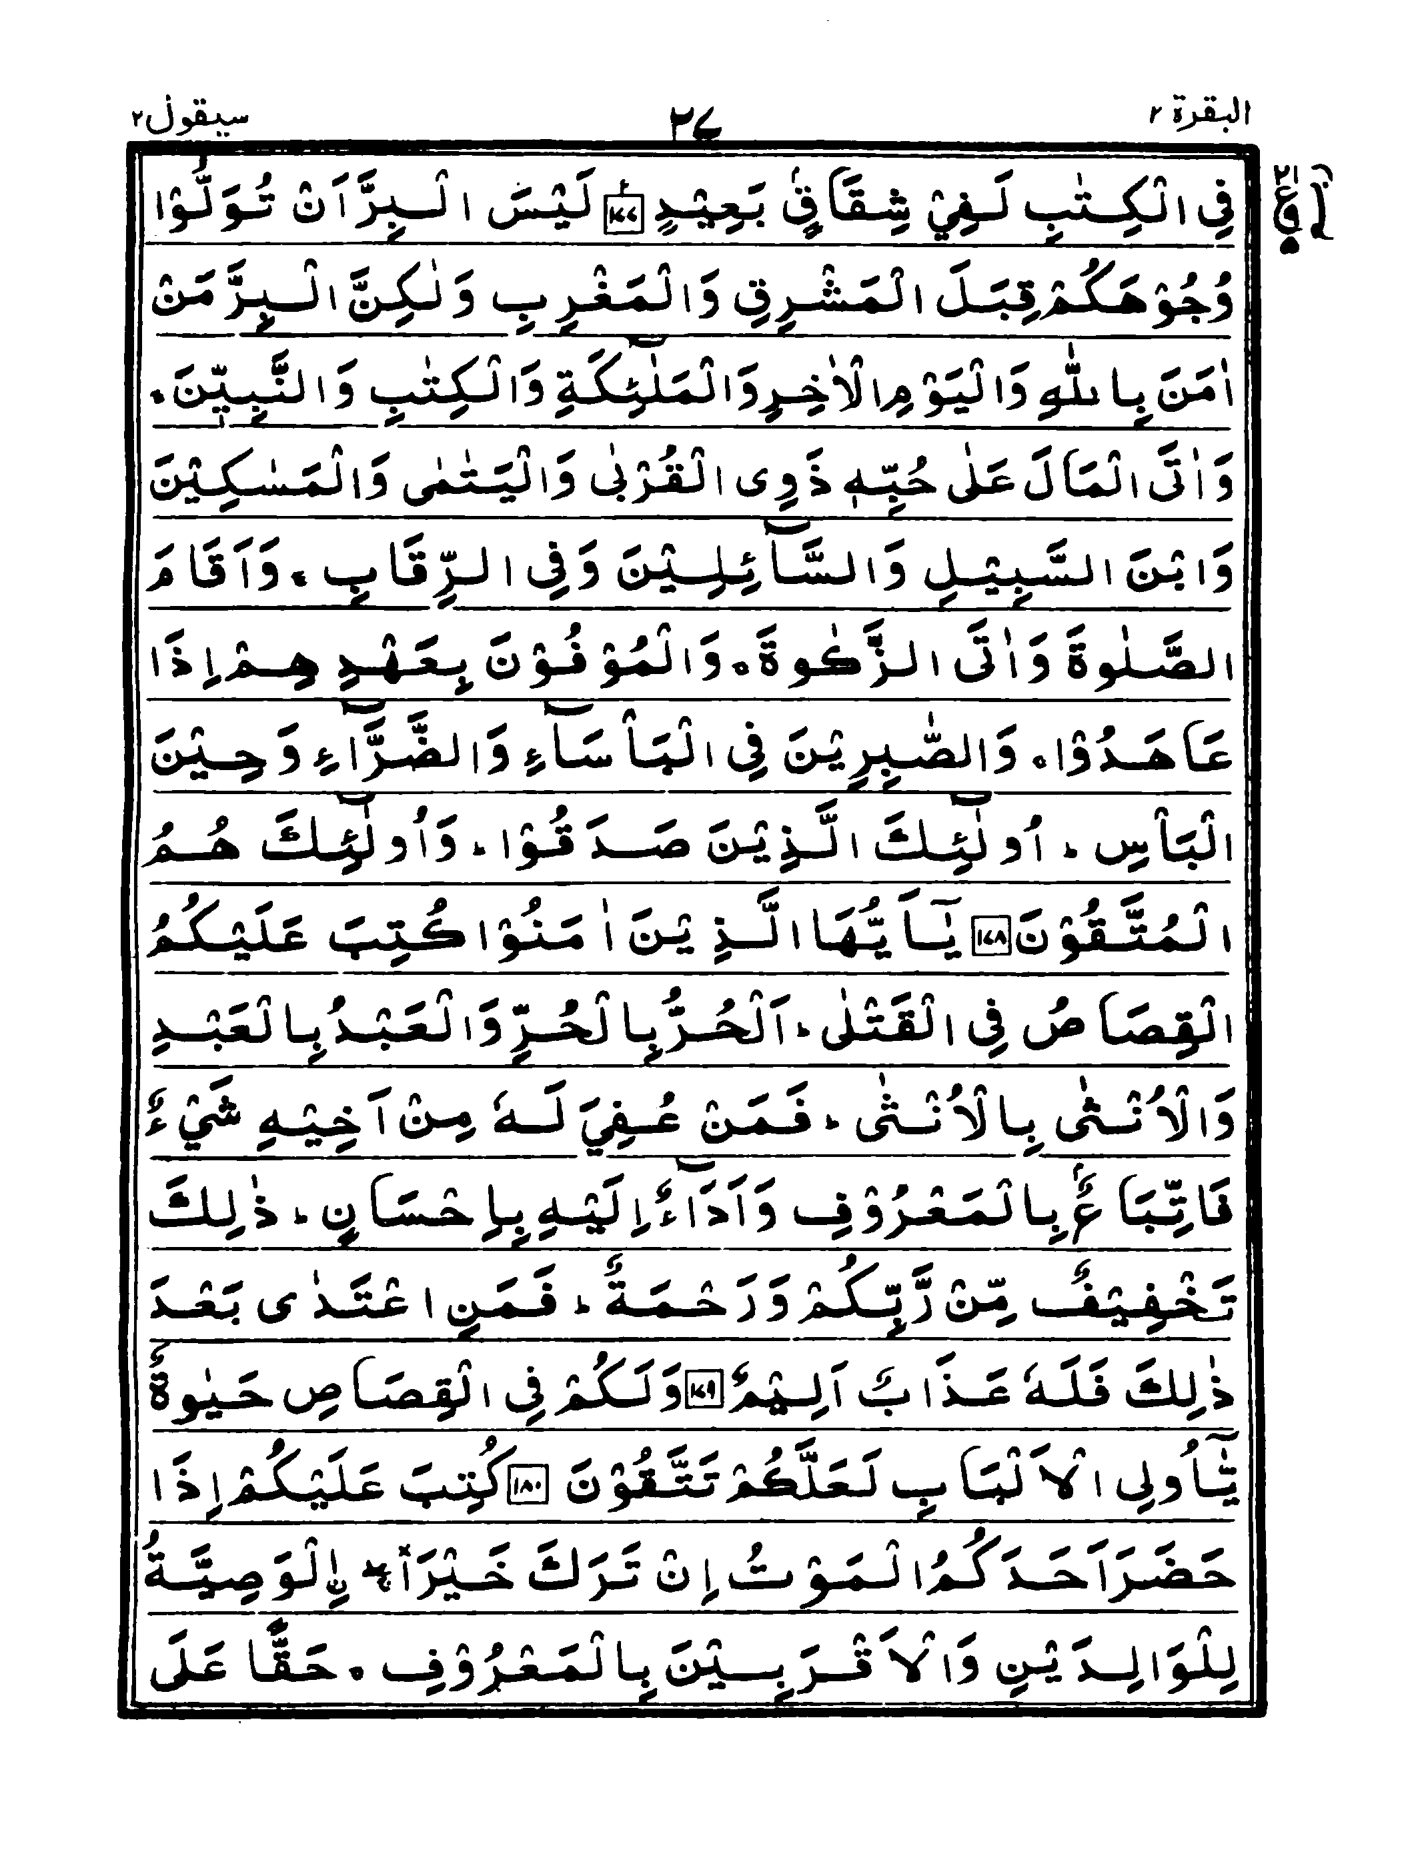 البقرة ٢
٢٧
سيقول ٢
فِى الْكِتٰبِ لَفِيْ شِقَاقٍۭ بَعِيْدٍ ١٧٦ لَيْسَ الْبِرَّ اَنْ تُوَلُّوْا
وُجُوْهَكُمْ قِبَلَ الْمَشْرِقِ وَالْمَغْرِبِ وَلٰكِنَّ الْبِرَّ مَنْ
اٰمَنَ بِاللّٰهِ وَالْيَوْمِ الْاٰخِرِ وَالْمَلٰٓئِكَةِ وَالْكِتٰبِ وَالنَّبِيّٖنَ ۚ
وَاٰتَى الْمَالَ عَلٰى حُبِّهٖ ذَوِى الْقُرْبٰى وَالْيَتٰمٰى وَالْمَسٰكِيْنَ
وَابْنَ السَّبِيْلِ وَالسَّآئِلِيْنَ وَفِى الرِّقَابِ ۚ وَاَقَامَ
الصَّلٰوةَ وَاٰتَى الزَّكٰوةَ ۚ وَالْمُوْفُوْنَ بِعَهْدِهِمْ اِذَا
عَاهَدُوْا ۚ وَالصّٰبِرِيْنَ فِى الْبَاْسَآءِ وَالضَّرَّآءِ وَحِيْنَ
الْبَاْسِ ؕ اُولٰٓئِكَ الَّذِيْنَ صَدَقُوْا ؕ وَاُولٰٓئِكَ هُمُ
الْمُتَّقُوْنَ ١٧٧ يٰٓاَيُّهَا الَّذِيْنَ اٰمَنُوْا كُتِبَ عَلَيْكُمُ
الْقِصَاصُ فِى الْقَتْلٰى ؕ اَلْحُرُّ بِالْحُرِّ وَالْعَبْدُ بِالْعَبْدِ
وَالْاُنْثٰى بِالْاُنْثٰى ؕ فَمَنْ عُفِيَ لَهٗ مِنْ اَخِيْهِ شَيْءٌ
فَاتِّبَاعٌۢ بِالْمَعْرُوْفِ وَاَدَآءٌ اِلَيْهِ بِاِحْسَانٍ ؕ ذٰلِكَ
تَخْفِيْفٌ مِّنْ رَّبِّكُمْ وَرَحْمَةٌ ؕ فَمَنِ اعْتَدٰى بَعْدَ
ذٰلِكَ فَلَهٗ عَذَابٌ اَلِيْمٌ ١٧٨ وَلَكُمْ فِى الْقِصَاصِ حَيٰوةٌ
يّٰٓاُولِى الْاَلْبَابِ لَعَلَّكُمْ تَتَّقُوْنَ ١٧٩ كُتِبَ عَلَيْكُمْ اِذَا
حَضَرَ اَحَدَكُمُ الْمَوْتُ اِنْ تَرَكَ خَيْرَا ۖ اۨلْوَصِيَّةُ
لِلْوَالِدَيْنِ وَالْاَقْرَبِيْنَ بِالْمَعْرُوْفِ ۚ حَقًّا عَلَى